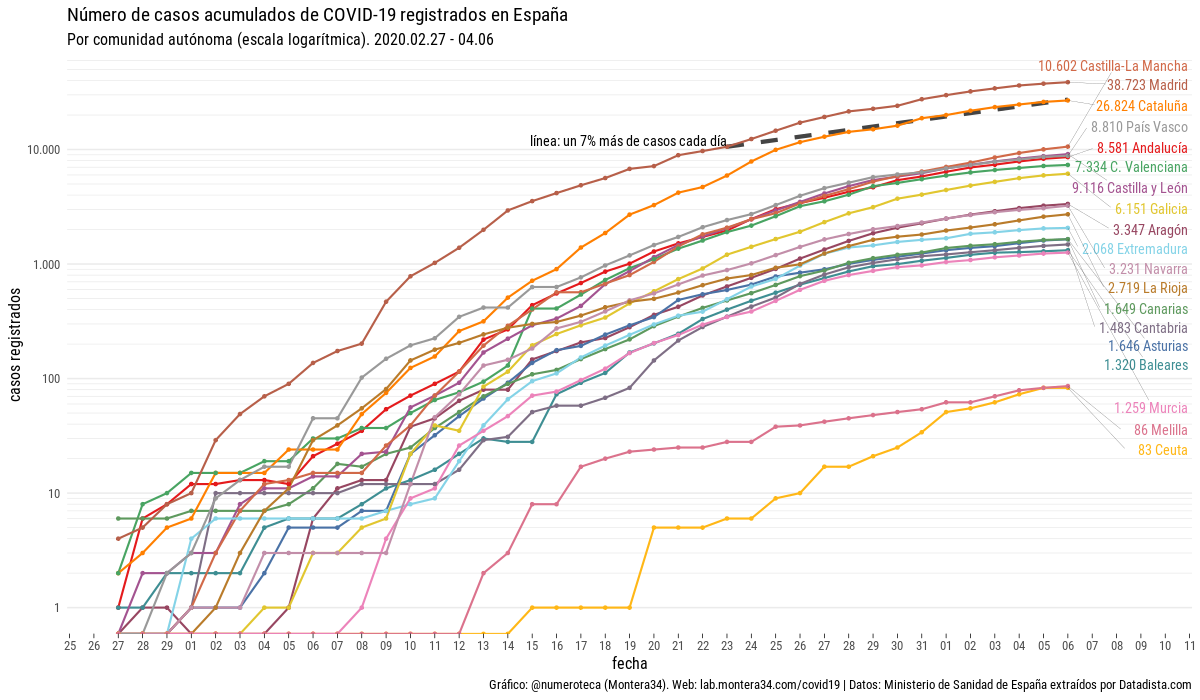 Número de casos acumulados de COVID-19 registrados en España
Por comunidad autónoma (escala logarítmica). 2020.02.27 - 04.06
10.602 Castilla-La Mancha
38.723 Madrid
26.824 Cataluña
8.810 País Vasco
línea: un 7% más de casos cada día
8.581 Andalucía
7.334 C. Valenciana
9.116 Castilla y León
6.151 Galicia
3.347 Aragón
2.068 Extremadura
3.231 Navarra
2.719 La Rioja
1.649 Canarias
1.483 Cantabria
1.646 Asturias
1.320 Baleares
1.259 Murcia
86 Melilla
83 Ceuta
casos registrados
10.000
1.000
100
10
1
25 26 27 28 29 01 02 03 04 05 06 07 08 09 10 11 12 13 14 15 16 17 18 19 20 21 22 23 24 25 26 27 28 29 30 31 01 02 03 04 05 06 07 08 09 10 11
fecha
Gráfico: @numeroteca (Montera34). Web: lab.montera34.com/covid19 | Datos: Ministerio de Sanidad de España extraídos por Datadista.com